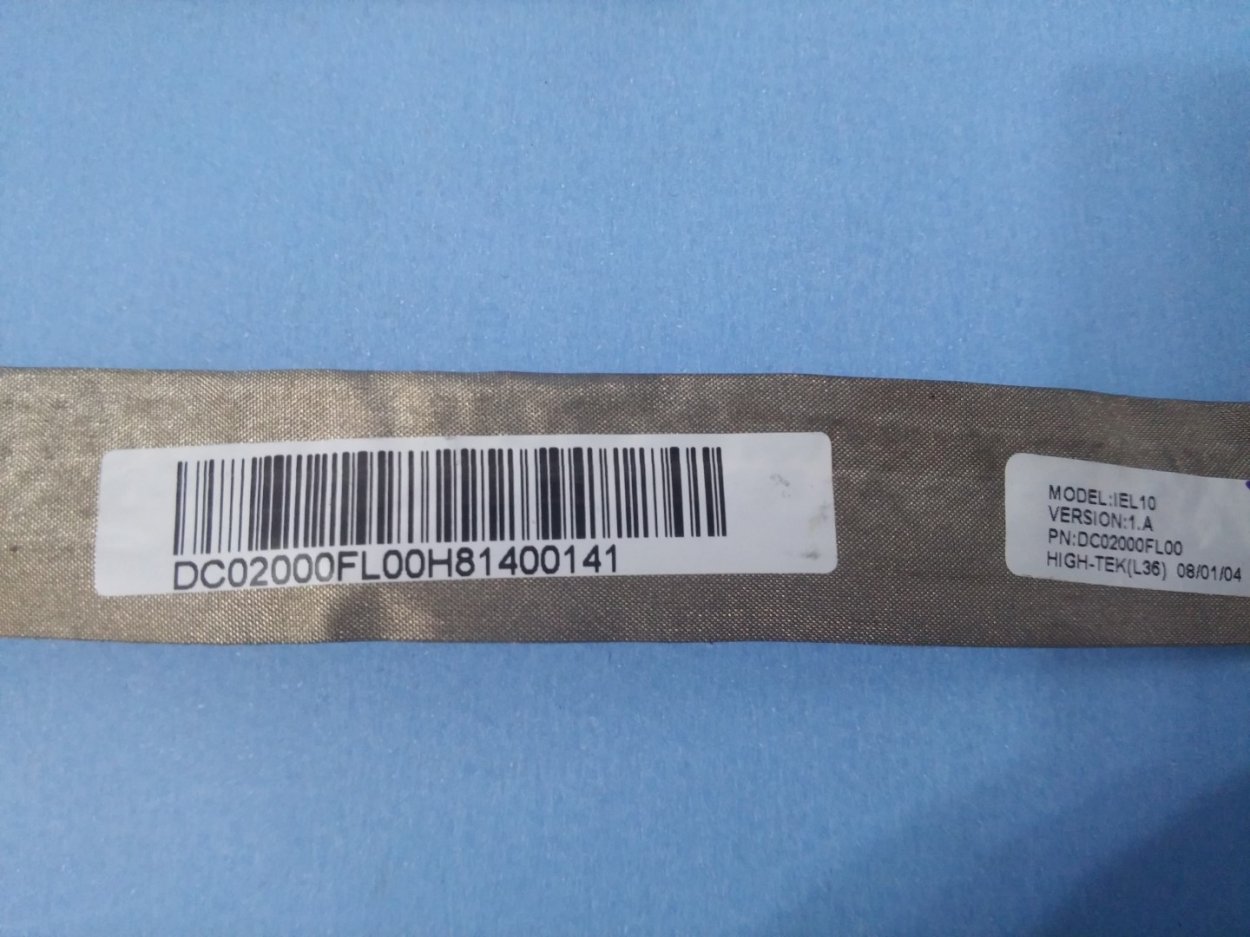 DC02000FL00H81400141
MODEL:IEL10
VERSION:1.A
PN:DC02000FL00
HIGH-TEK(L36) 08/01/04